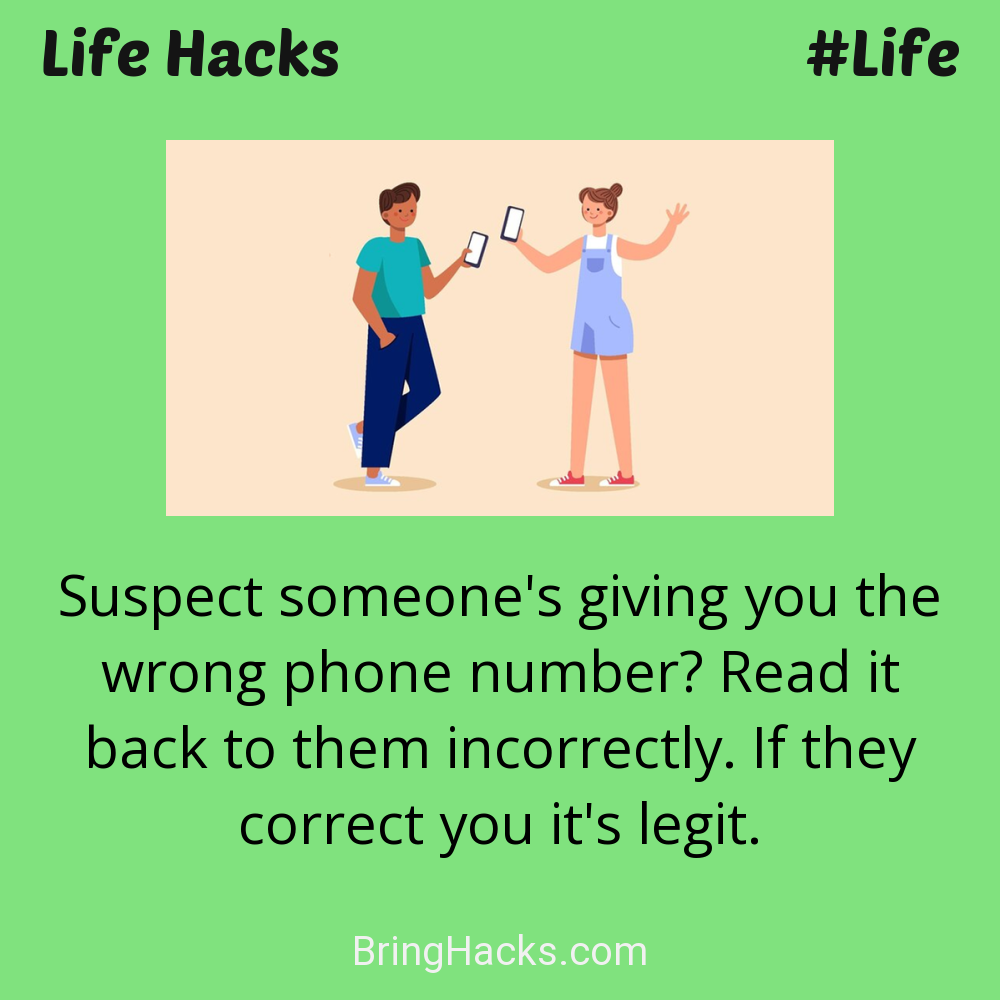 Life Hacks
#Life
Suspect someone's giving you the
wrong phone number? Read it
back to them incorrectly. If they
correct you it's legit.
BringHacks.com